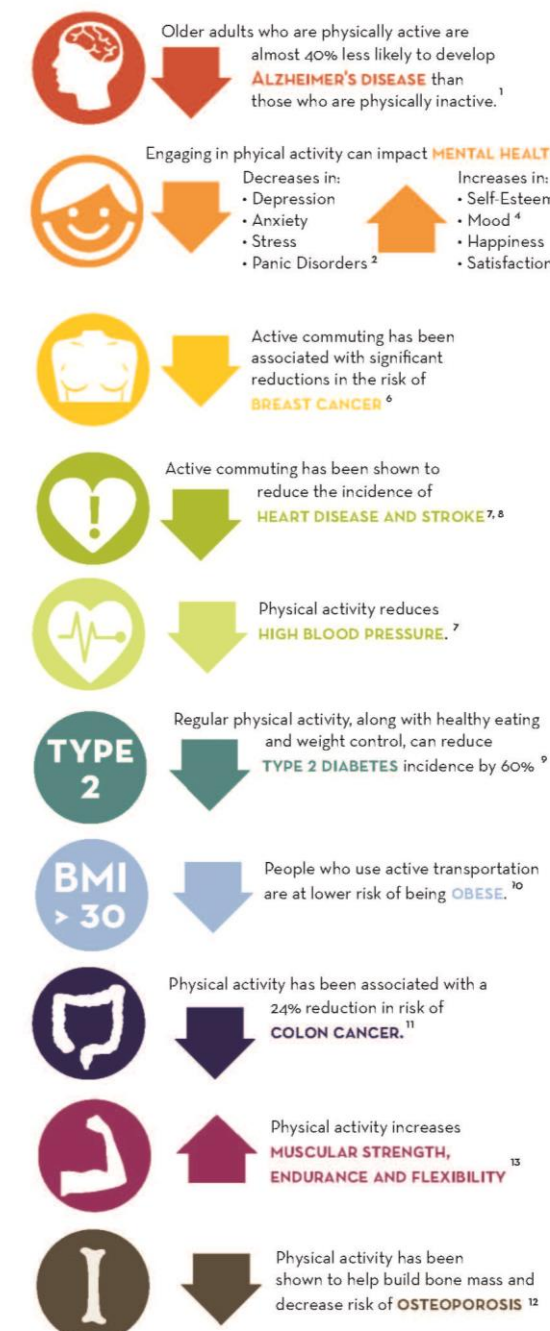 Older adults who are physically active are
almost 40% less likely to develop
ALZHEIMER'S DISEASE than
those who are physically inactive. 1
Engaging in phyical activity can impact MENTAL HEALT
Decreases in:
• Depression
• Anxiety
• Stress
• Panic Disorders 2
Increases in:
• Self-Esteem
• Mood 4
• Happiness
• Satisfaction
Active commuting has been
associated with significant
reductions in the risk of
BREAST CANCER 6
Active commuting has been shown to
reduce the incidence of
HEART DISEASE AND STROKE 7, 8
Physical activity reduces
HIGH BLOOD PRESSURE. 7
TYPE
2
Regular physical activity, along with healthy eating
and weight control, can reduce
TYPE 2 DIABETES incidence by 60% 9
BMI
> 30
People who use active transportation
are at lower risk of being OBESE. 10
Physical activity has been associated with a
24% reduction in risk of
COLON CANCER. 11
Physical activity increases
MUSCULAR STRENGTH,
ENDURANCE AND FLEXIBILITY 13
Physical activity has been
shown to help build bone mass and
decrease risk of OSTEOPOROSIS 12